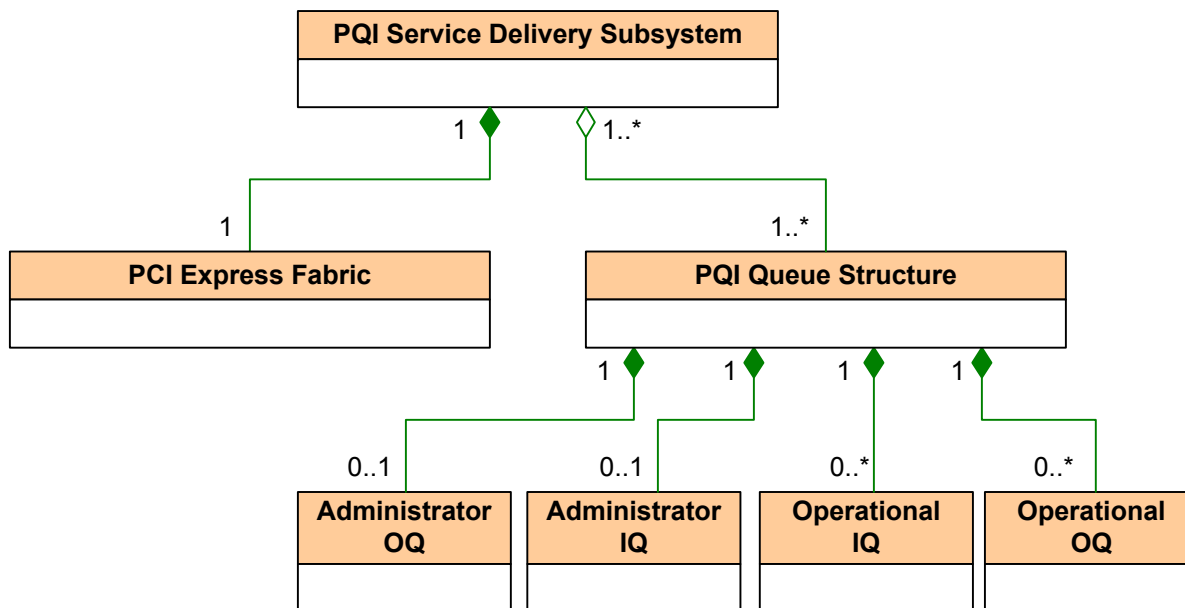 PQI Service Delivery Subsystem
1
1..*
1
1..*
PCI Express Fabric
PQI Queue Structure
1
1
1
1
0..1
0..1
0..*
0..*
Administrator
OQ
Administrator
IQ
Operational
IQ
Operational
OQ